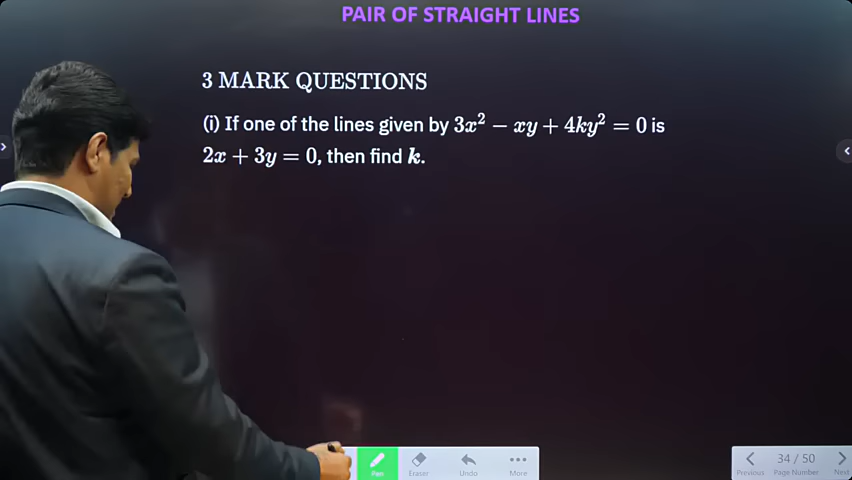 PAIR OF STRAIGHT LINES
3 MARK QUESTIONS
(i) If one of the lines given by 3x² − xy + 4ky² = 0 is
2x + 3y = 0, then find k.
Pen
Eraser
Undo
More
Previous
34 / 50
Page Number
Next